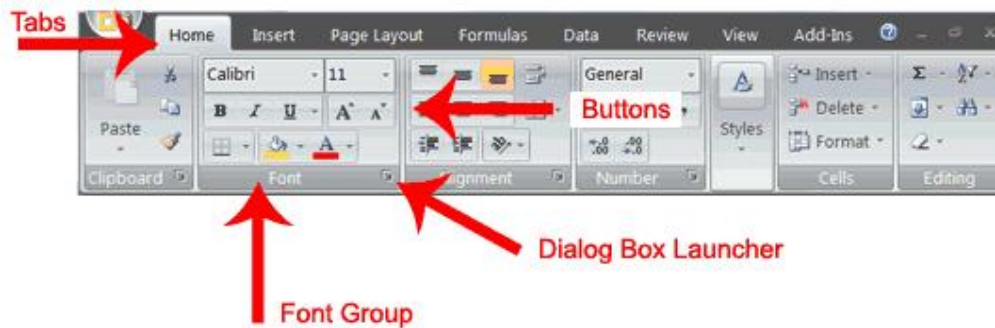 Tabs
Home Insert Page Layout Formulas Data Review View Add-Ins
Calibri 11 General Insert
B I U A A Buttons Delete
Paste Styles Format
Clipboard Font Alignment Number Cells Editing
Dialog Box Launcher
Font Group